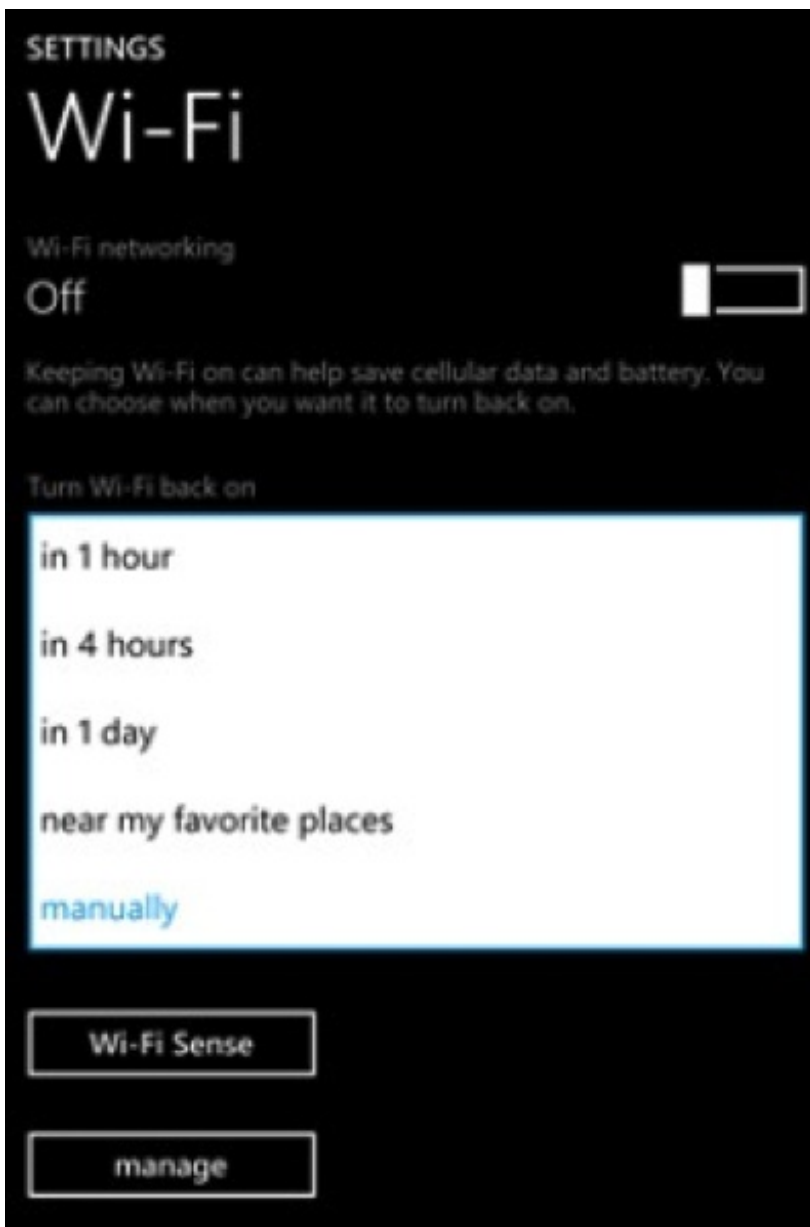 SETTINGS
Wi-Fi
Wi-Fi networking
Off
Keeping Wi-Fi on can help save cellular data and battery. You
can choose when you want it to turn back on.
Turn Wi-Fi back on
in 1 hour
in 4 hours
in 1 day
near my favorite places
manually
Wi-Fi Sense
manage